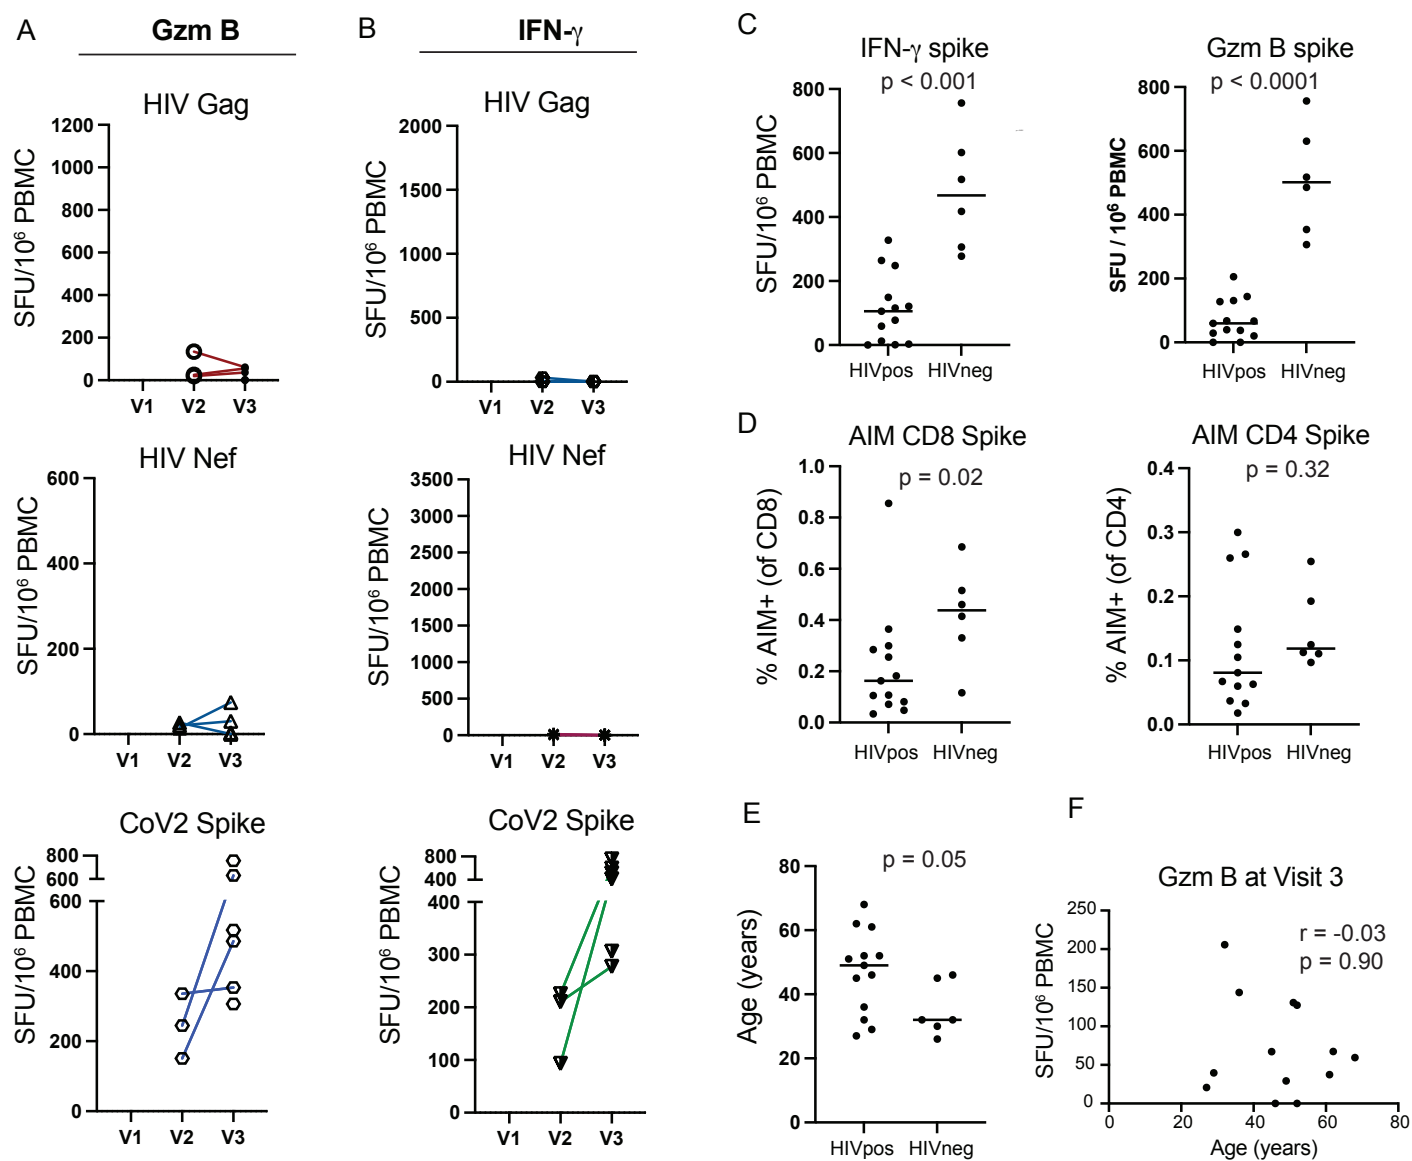 A
Gzm B
HIV Gag
SFU/10⁶ PBMC
1200
1000
800
600
400
200
0
V1 V2 V3
HIV Nef
SFU/10⁶ PBMC
600
400
200
0
V1 V2 V3
CoV2 Spike
SFU/10⁶ PBMC
800
600
600
400
200
0
V1 V2 V3
B
IFN-γ
HIV Gag
SFU/10⁶ PBMC
2000
1500
1000
500
0
V1 V2 V3
HIV Nef
SFU/10⁶ PBMC
3500
3000
2500
2000
1500
1000
500
0
V1 V2 V3
CoV2 Spike
SFU/10⁶ PBMC
800
400
400
300
200
100
0
V1 V2 V3
C
IFN-γ spike
p < 0.001
SFU/10⁶ PBMC
800
600
400
200
0
HIVpos HIVneg
Gzm B spike
p < 0.0001
SFU / 10⁶ PBMC
800
600
400
200
0
HIVpos HIVneg
D
AIM CD8 Spike
p = 0.02
% AIM+ (of CD8)
1.0
0.8
0.6
0.4
0.2
0.0
HIVpos HIVneg
AIM CD4 Spike
p = 0.32
% AIM+ (of CD4)
0.4
0.3
0.2
0.1
0.0
HIVpos HIVneg
E
p = 0.05
Age (years)
80
60
40
20
0
HIVpos HIVneg
F
Gzm B at Visit 3
r = -0.03
p = 0.90
SFU/10⁶ PBMC
250
200
150
100
50
0
0 20 40 60 80
Age (years)